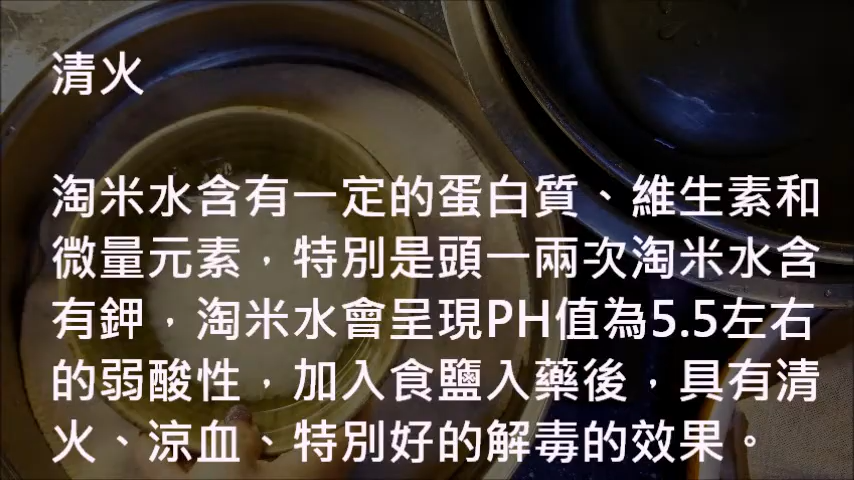 清火
淘米水含有一定的蛋白質、維生素和
微量元素，特別是頭一兩次淘米水含
有鉀，淘米水會呈現PH值為5.5左右
的弱酸性，加入食鹽入藥後，具有清
火、涼血、特別好的解毒的效果。